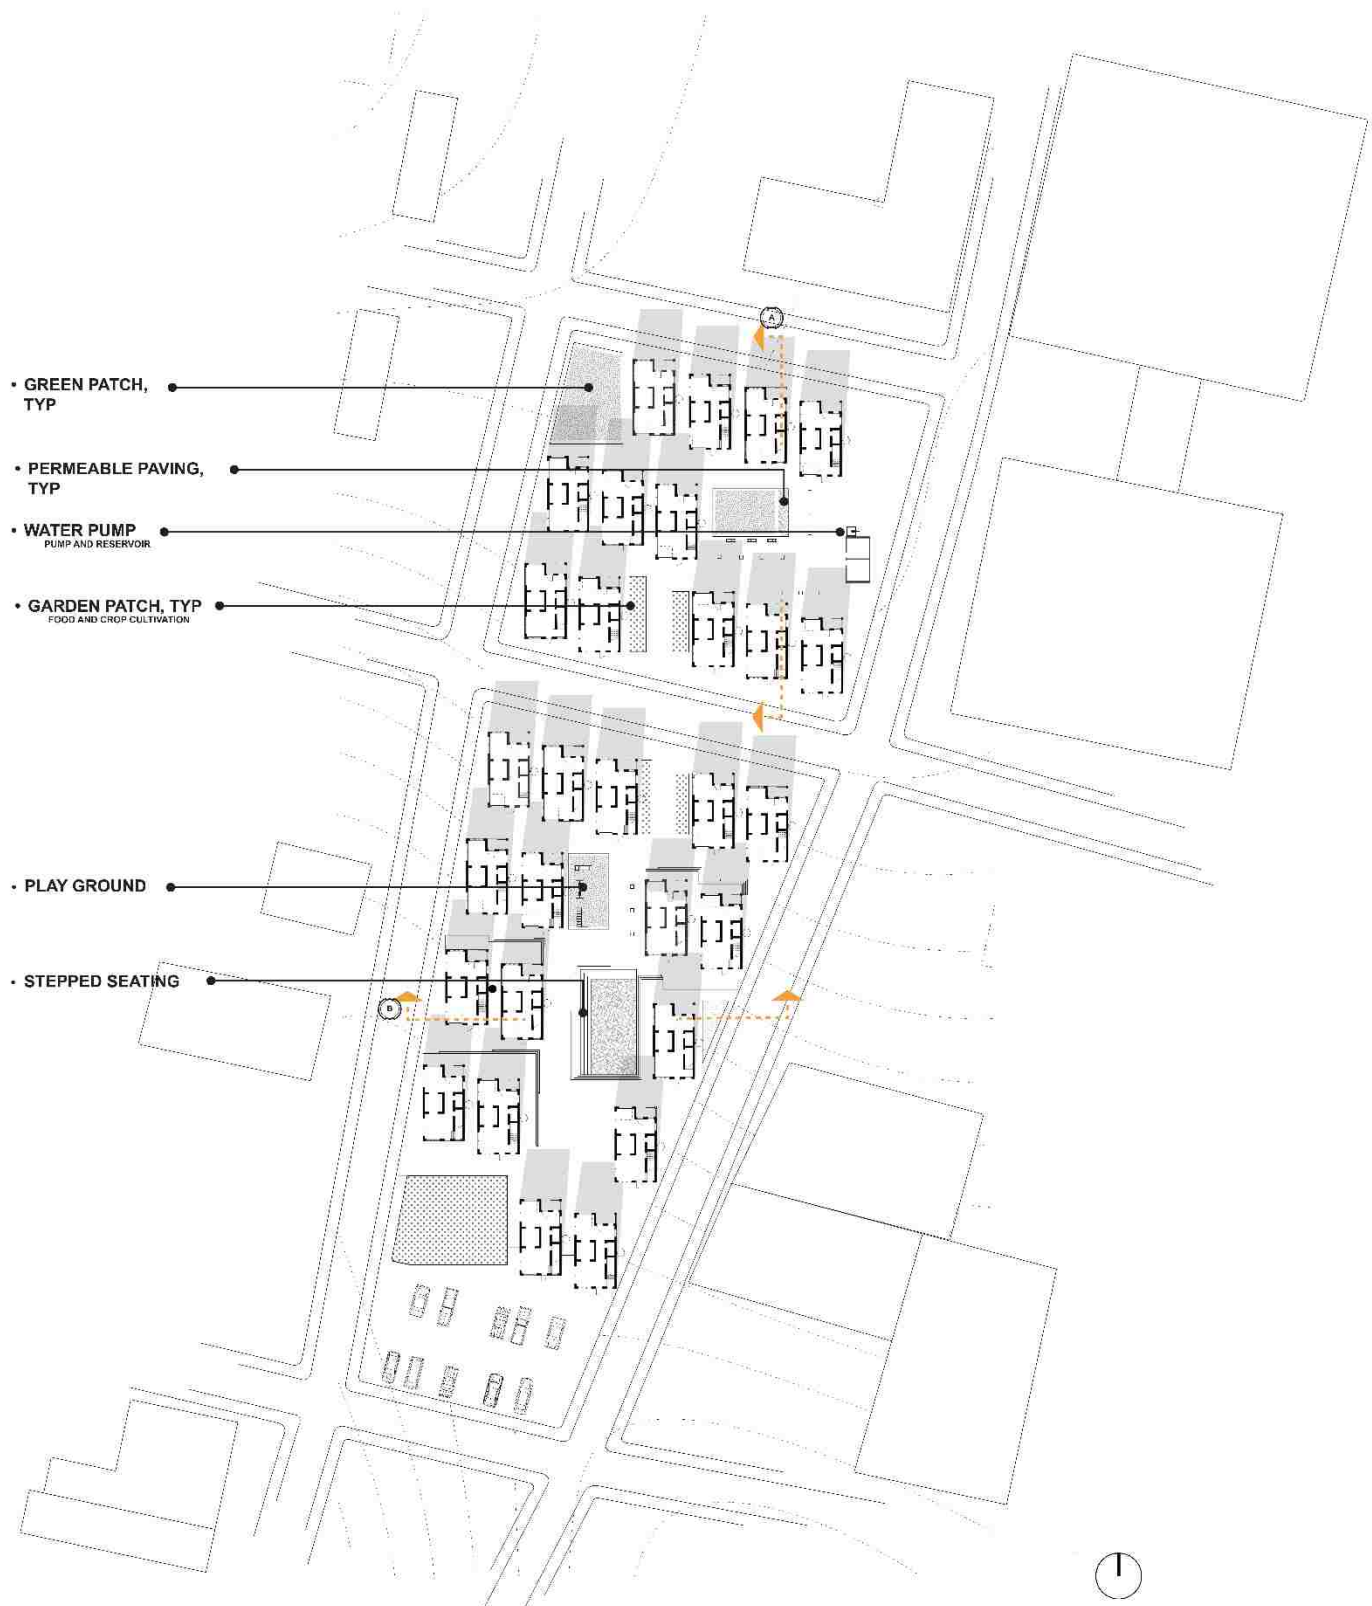 A
• GREEN PATCH,
TYP
• PERMEABLE PAVING,
TYP
• WATER PUMP
PUMP AND RESERVOIR
• GARDEN PATCH, TYP
FOOD AND CROP CULTIVATION
• PLAY GROUND
• STEPPED SEATING
B